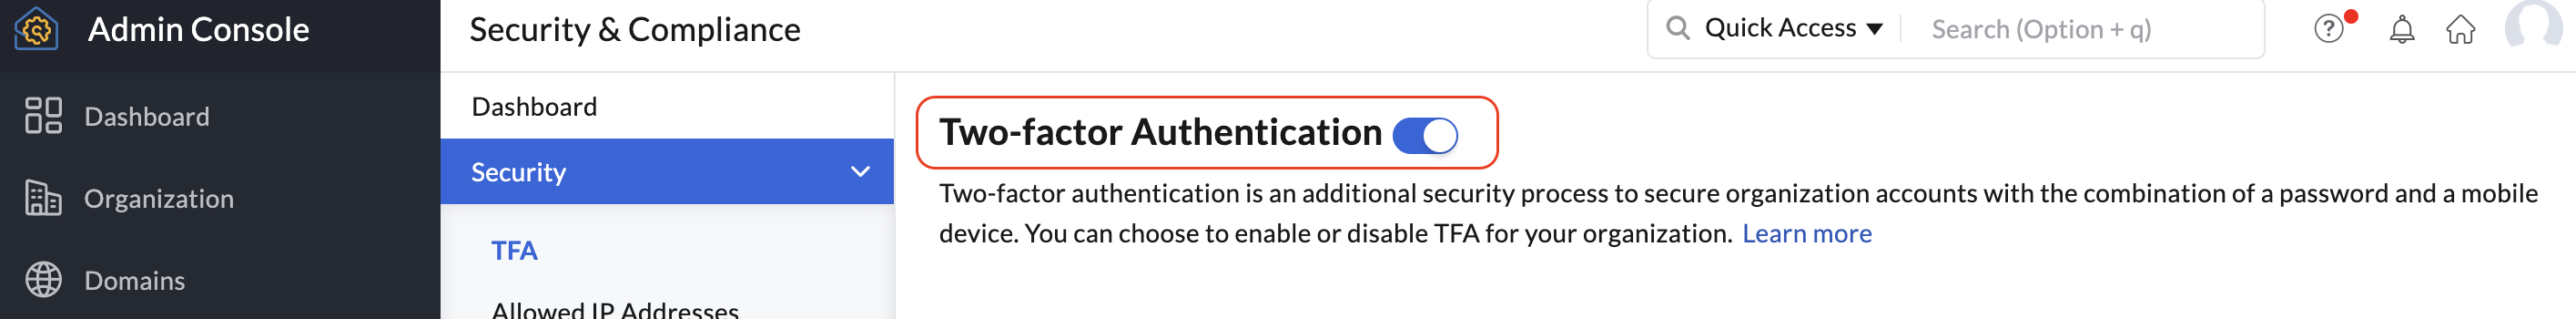 Admin Console
Security & Compliance
Quick Access
Search (Option + q)
Dashboard
Organization
Domains
Dashboard
Security
TFA
Allowed IP Addresses
Two-factor Authentication
Two-factor authentication is an additional security process to secure organization accounts with the combination of a password and a mobile
device. You can choose to enable or disable TFA for your organization. Learn more